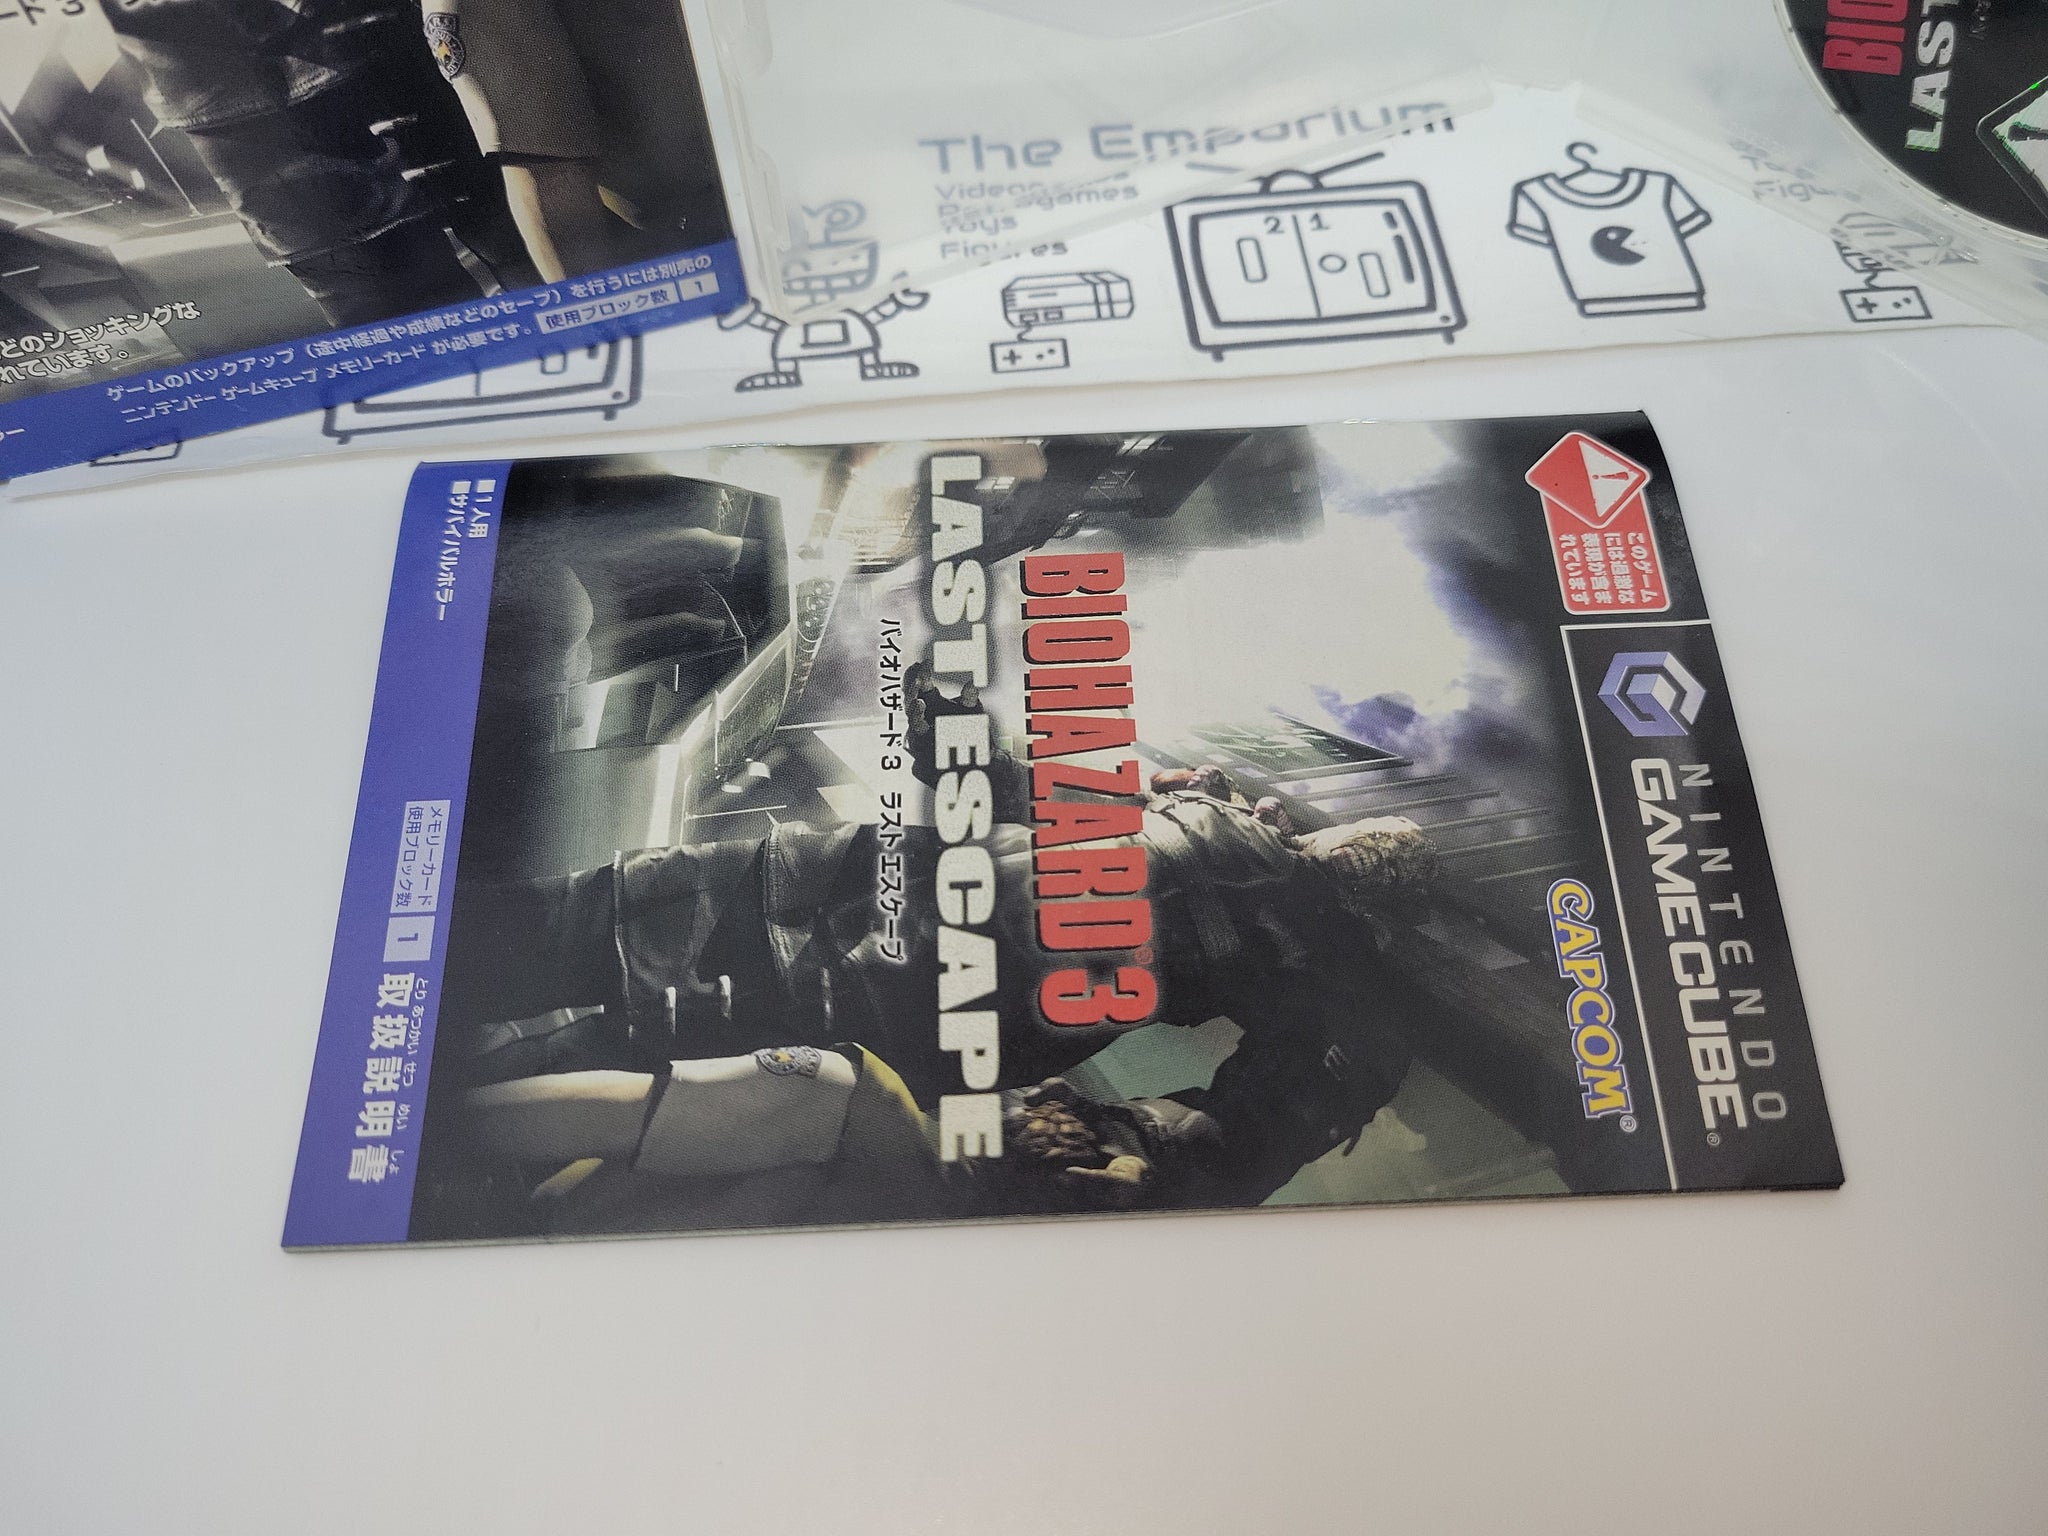 どのショッキングな
れています。
ゲームのバックアップ（途中経過や成績などのセーブ）を行うには別売の
ニンテンドーゲームキューブ メモリーカード が必要です。 使用ブロック数 1
The Emporium
Videogames
Retrogames
Toys
Figures
2 1
BIO
LAST
このゲーム
には過激な
表現が含ま
れています
NINTENDO
GAMECUBE®
CAPCOM®
BIOHAZARD® 3
LAST ESCAPE
バイオハザード3 ラストエスケープ
■1人用
■サバイバルホラー
メモリーカード
使用ブロック数
1
とりあつかいせつめいしょ
取扱説明書